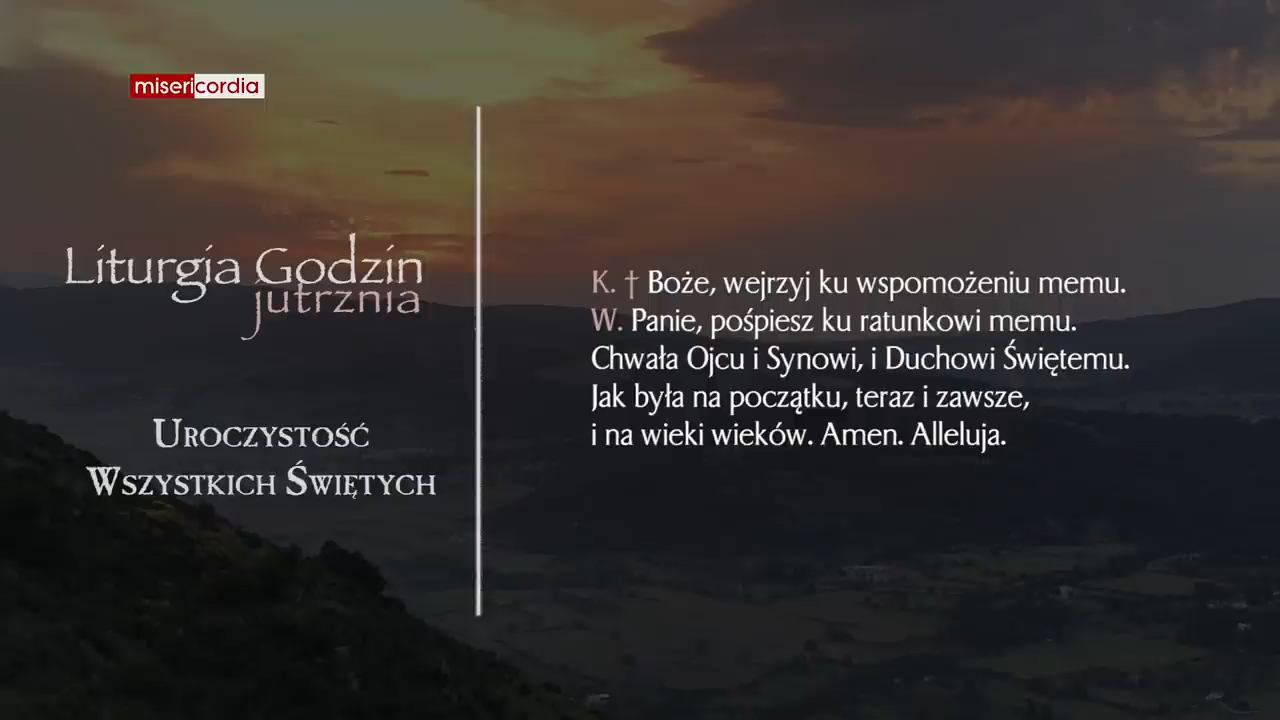 misericordia
Liturgia Godzin
jutrznia
Uroczystość
Wszystkich Świętych
K. † Boże, wejrzyj ku wspomożeniu memu.
W. Panie, pośpiesz ku ratunkowi memu.
Chwała Ojcu i Synowi, i Duchowi Świętemu.
Jak była na początku, teraz i zawsze,
i na wieki wieków. Amen. Alleluja.